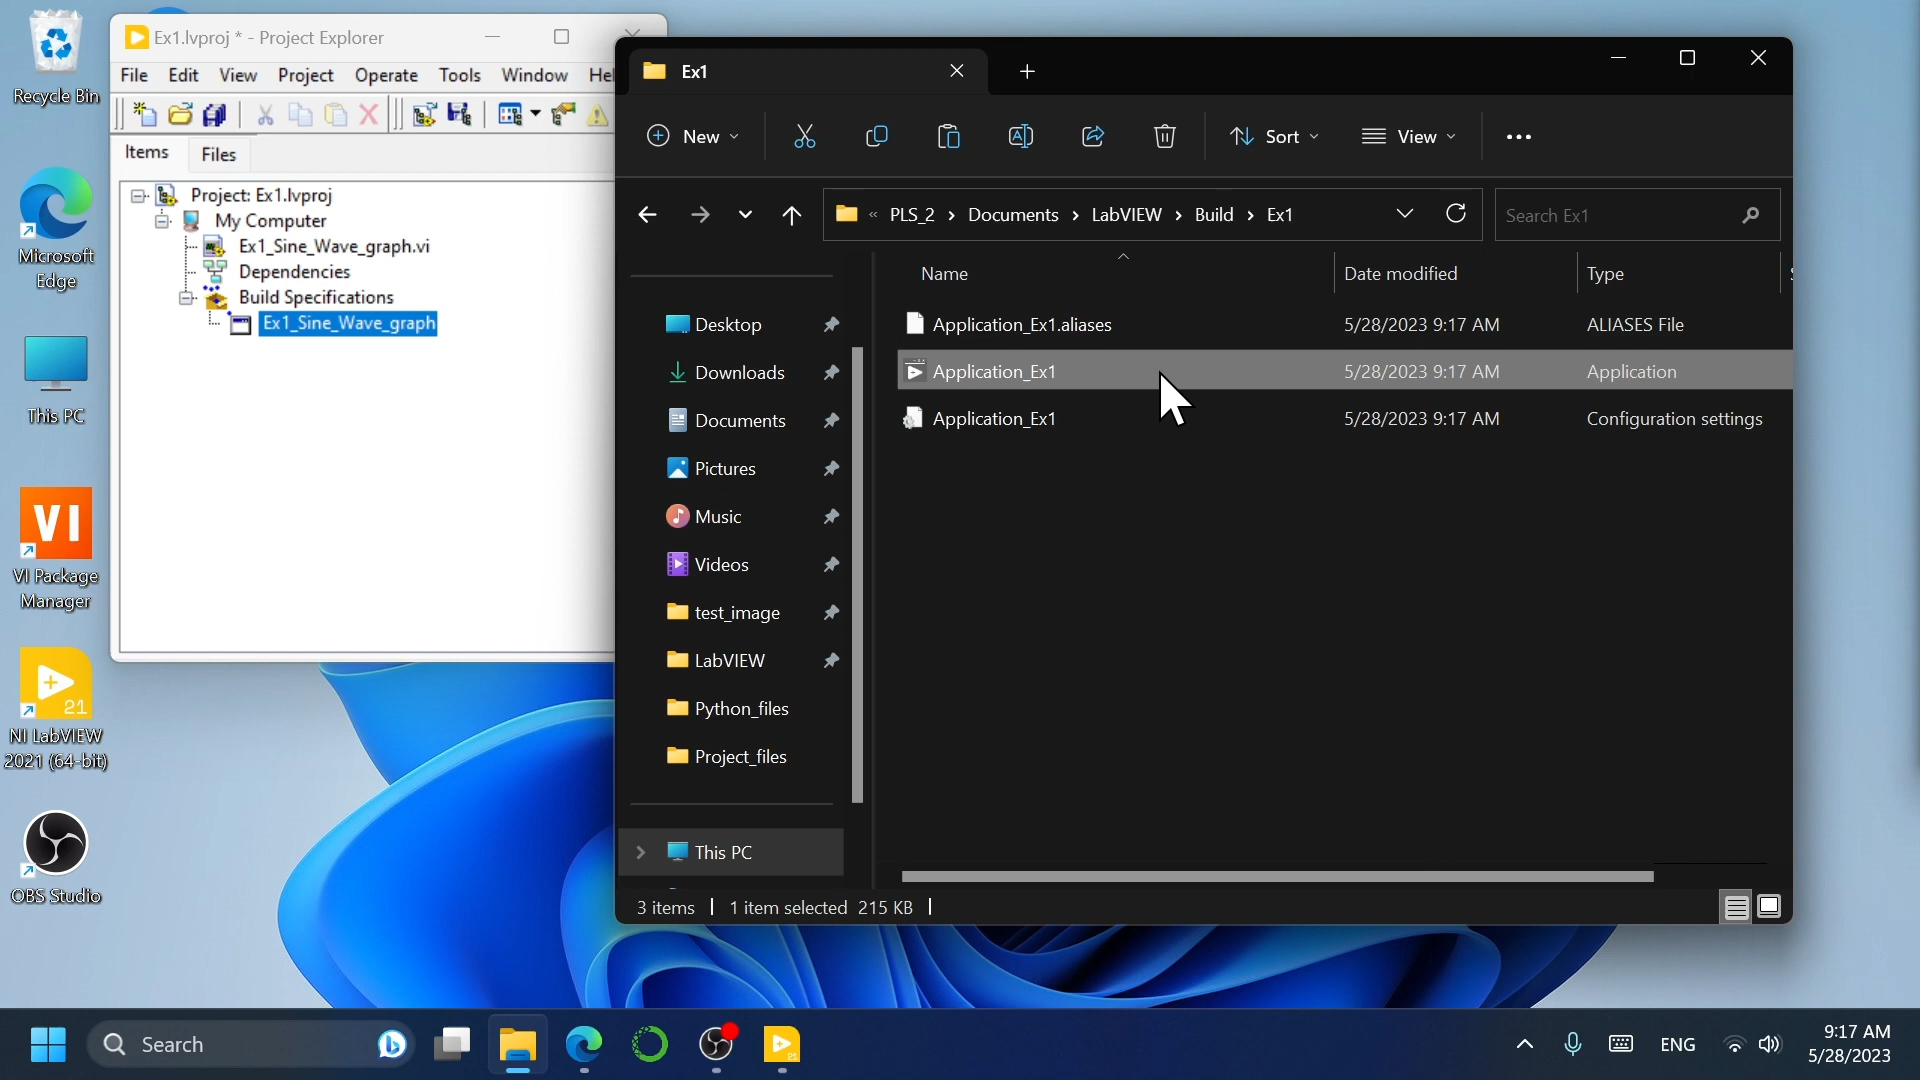 Recycle Bin
Microsoft
Edge
This PC
VI
VI Package
Manager
21
NI LabVIEW
2021 (64-bit)
OBS Studio
Ex1.lvproj * - Project Explorer
File Edit View Project Operate Tools Window Hel
Items Files
Project: Ex1.lvproj
My Computer
Ex1_Sine_Wave_graph.vi
Dependencies
Build Specifications
Ex1_Sine_Wave_graph
Ex1
New Sort View
« PLS_2 > Documents > LabVIEW > Build > Ex1
Search Ex1
Name Date modified Type
Application_Ex1.aliases 5/28/2023 9:17 AM ALIASES File
Application_Ex1 5/28/2023 9:17 AM Application
Application_Ex1 5/28/2023 9:17 AM Configuration settings
Desktop
Downloads
Documents
Pictures
Music
Videos
test_image
LabVIEW
Python_files
Project_files
This PC
3 items 1 item selected 215 KB
Search
21
ENG
9:17 AM
5/28/2023